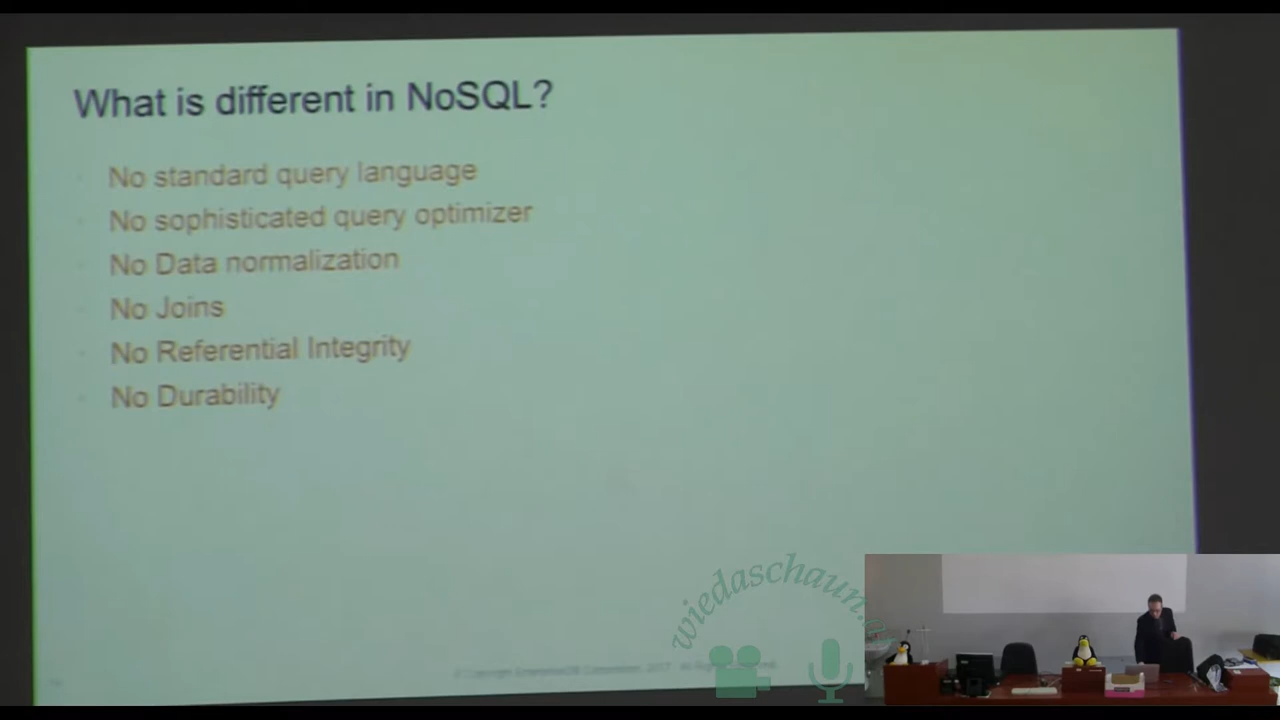 What is different in NoSQL?
No standard query language
No sophisticated query optimizer
No Data normalization
No Joins
No Referential Integrity
No Durability
wiedaschaun